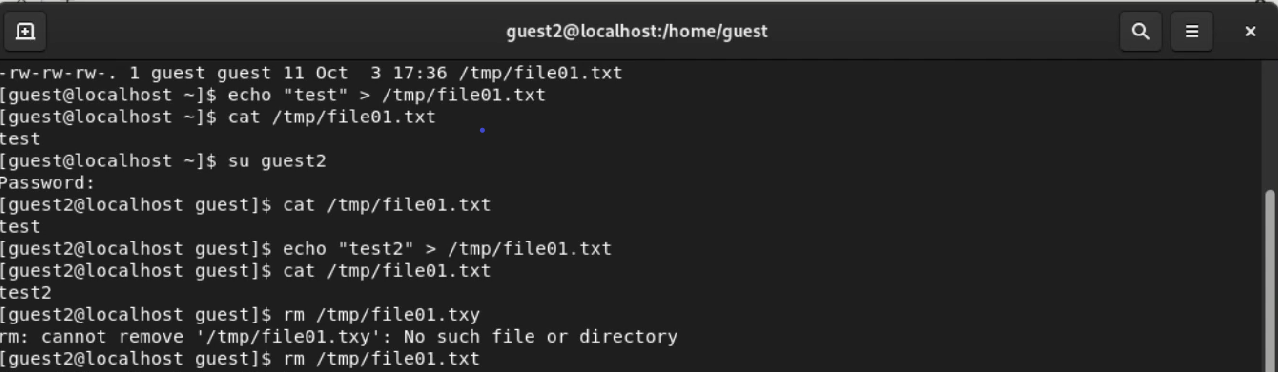 guest2@localhost:/home/guest
-rw-rw-rw-. 1 guest guest 11 Oct  3 17:36 /tmp/file01.txt
[guest@localhost ~]$ echo "test" > /tmp/file01.txt
[guest@localhost ~]$ cat /tmp/file01.txt
test
[guest@localhost ~]$ su guest2
Password:
[guest2@localhost guest]$ cat /tmp/file01.txt
test
[guest2@localhost guest]$ echo "test2" > /tmp/file01.txt
[guest2@localhost guest]$ cat /tmp/file01.txt
test2
[guest2@localhost guest]$ rm /tmp/file01.txy
rm: cannot remove '/tmp/file01.txy': No such file or directory
[guest2@localhost guest]$ rm /tmp/file01.txt